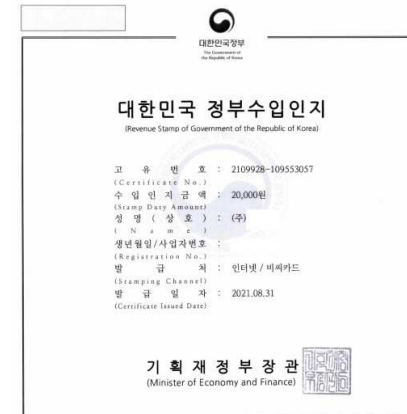 대한민국정부
The Government of
the Republic of Korea
대한민국 정부수입인지
(Revenue Stamp of Government of the Republic of Korea)
고 유 번 호 : 2109928-109553057
(Certificate No.)
수 입 인 지 금 액 : 20,000원
(Stamp Duty Amount)
성 명 ( 상 호 ) : (주)
( N a m e )
생년월일/사업자번호 :
(Registration No.)
발 급 처 : 인터넷 / 비씨카드
(Stamping Channel)
발 급 일 자 : 2021.08.31
(Certificate Issued Date)
기 획 재 정 부 장 관
(Minister of Economy and Finance)